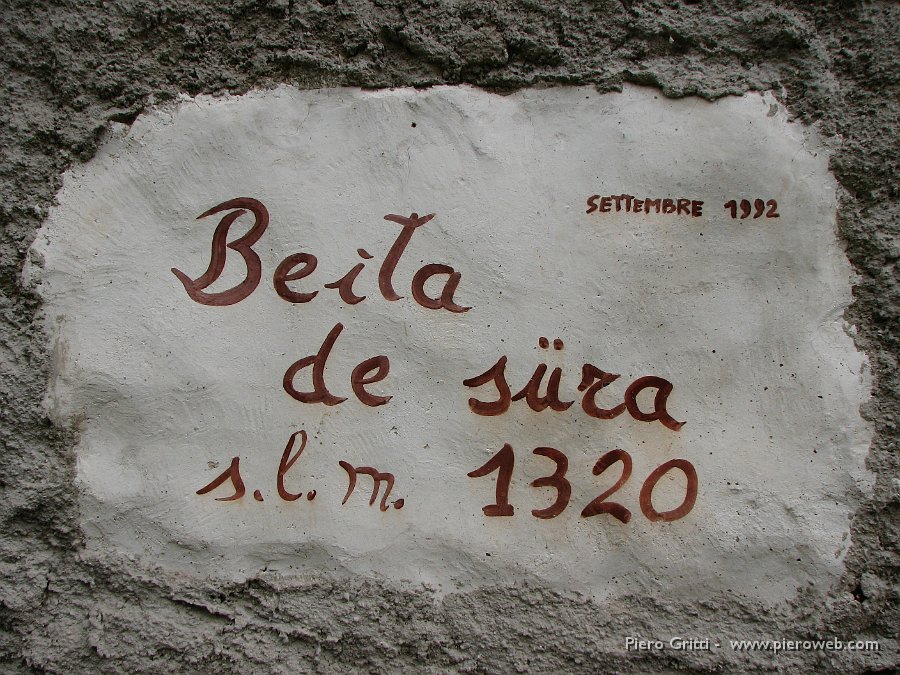 SETTEMBRE 1992
Beita
de süra
s.l.m. 1320
Piero Gritti - www.pieroweb.com